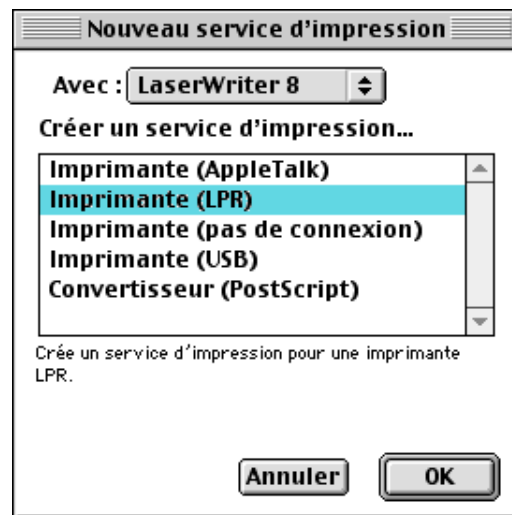 Nouveau service d'impression
Avec : LaserWriter 8
Créer un service d'impression...
Imprimante (AppleTalk)
Imprimante (LPR)
Imprimante (pas de connexion)
Imprimante (USB)
Convertisseur (PostScript)
Crée un service d'impression pour une imprimante
LPR.
Annuler OK